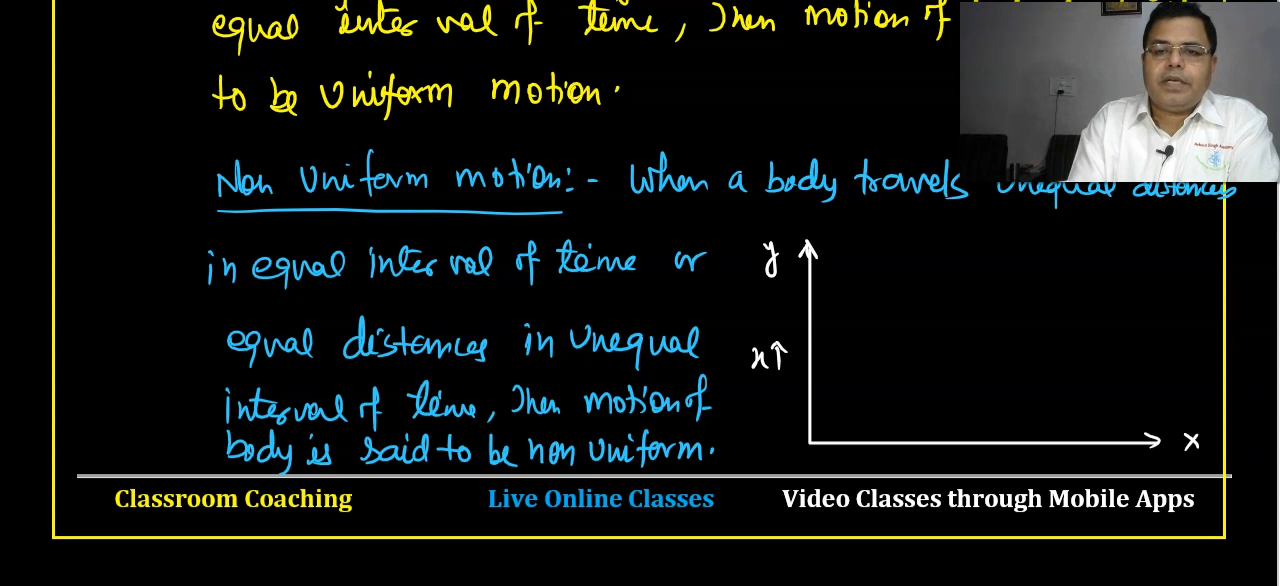 equal interval of time, Then motion of
to be Uniform motion.
Non Uniform motion:- When a body travels unequal distances
in equal interval of time or
equal distances in Unequal
interval of time, Then motion of
body is said to be non Uniform.
y
x↑
X
Classroom Coaching Live Online Classes Video Classes through Mobile Apps